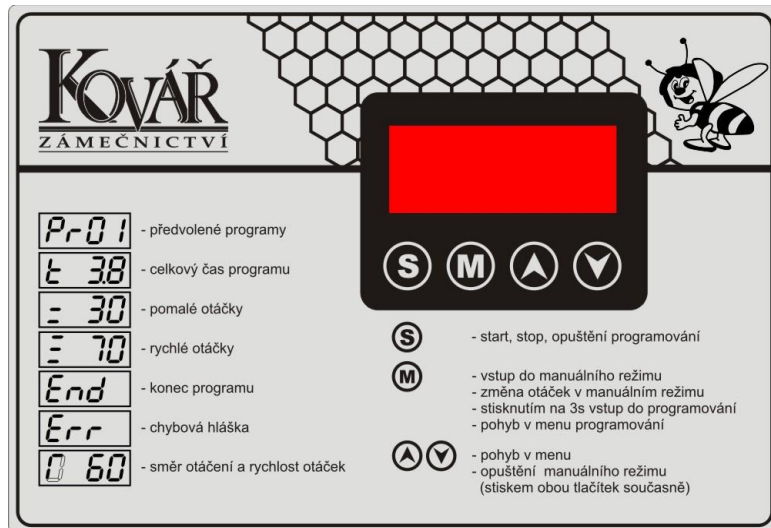 KOVÁŘ
ZÁMEČNICTVÍ
S M
Pr01 - předvolené programy
t 3.8 - celkový čas programu
= 30 - pomalé otáčky
Ξ 70 - rychlé otáčky
End - konec programu
Err - chybová hláška
0 60 - směr otáčení a rychlost otáček
S - start, stop, opuštění programování
M - vstup do manuálního režimu
- změna otáček v manuálním režimu
- stisknutím na 3s vstup do programování
- pohyb v menu programování
- pohyb v menu
- opuštění manuálního režimu
(stiskem obou tlačítek současně)